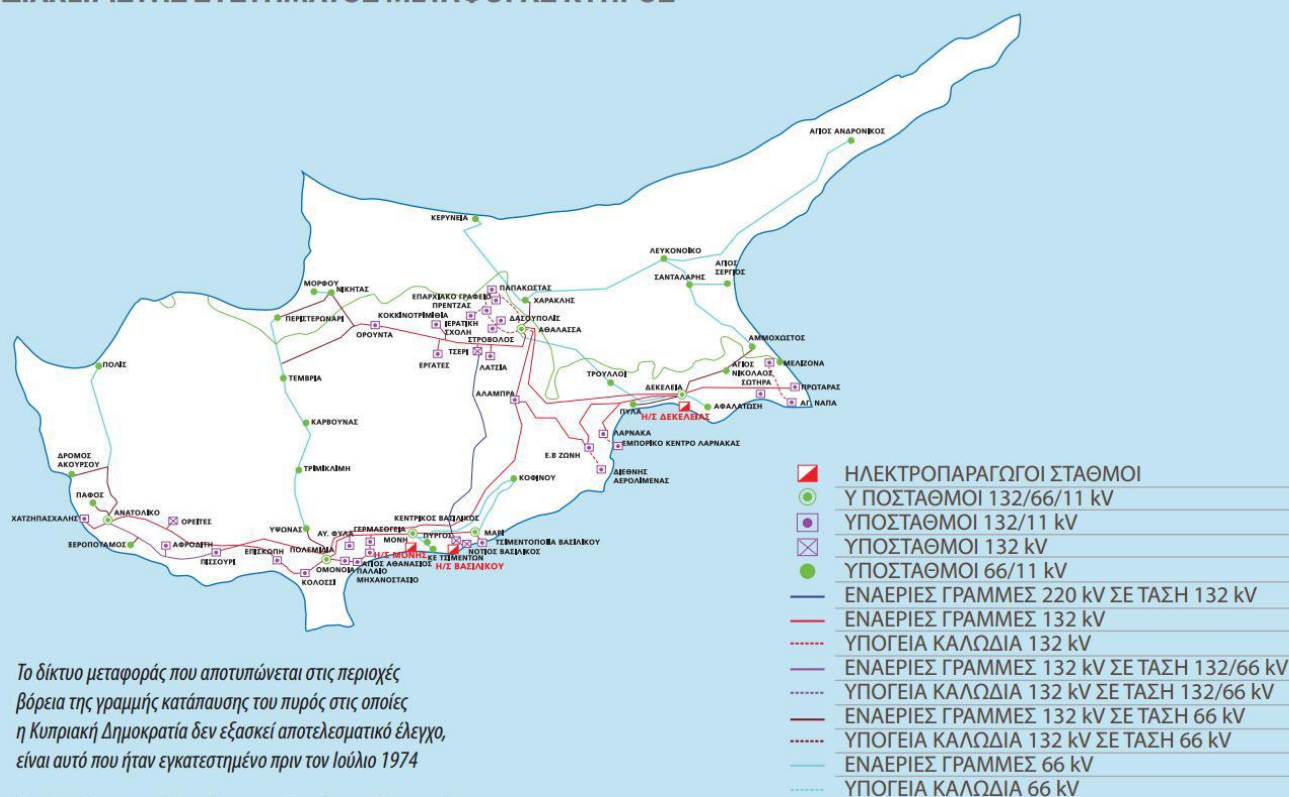 ΔΙΑΧΕΙΡΙΣΤΗΣ ΣΥΣΤΗΜΑΤΟΣ ΜΕΤΑΦΟΡΑΣ ΚΥΠΡΟΣ
ΑΓΙΟΣ ΑΝΔΡΟΝΙΚΟΣ
ΚΕΡΥΝΕΙΑ
ΛΕΥΚΟΝΟΙΚΟ
ΣΑΝΤΑΛΑΡΗΣ
ΑΓΙΟΣ
ΣΕΡΓΙΟΣ
ΜΟΡΦΟΥ
ΝΙΚΗΤΑΣ
ΠΑΠΑΚΩΣΤΑΣ
ΕΠΑΡΧΙΑΚΟ ΓΡΑΦΕΙΟ
ΧΑΡΑΚΛΗΣ
ΠΡΕΝΤΖΑΣ
ΚΟΚΚΙΝΟΤΡΙΜΙΘΙΑ
ΠΕΡΙΣΤΕΡΩΝΑΡΙ
ΔΑΣΟΥΠΟΛΙΣ
ΙΕΡΑΤΙΚΗ
ΣΧΟΛΗ
ΑΘΑΛΑΣΣΑ
ΟΡΟΥΝΤΑ
ΣΤΡΟΒΟΛΟΣ
ΑΜΜΟΧΩΣΤΟΣ
ΤΣΕΡΙ
ΕΡΓΑΤΕΣ
ΛΑΤΣΙΑ
ΜΕΛΙΖΟΝΑ
ΠΟΛΙΣ
ΤΡΟΥΛΛΟΙ
ΑΓΙΟΣ
ΝΙΚΟΛΑΟΣ
ΤΕΜΒΡΙΑ
ΔΕΚΕΛΕΙΑ
ΣΩΤΗΡΑ
ΠΡΩΤΑΡΑΣ
ΑΛΑΜΠΡΑ
ΠΥΛΑ
ΑΦΑΛΑΤΩΣΗ
ΑΓ. ΝΑΠΑ
Η/Σ ΔΕΚΕΛΕΙΑΣ
ΚΑΡΒΟΥΝΑΣ
ΛΑΡΝΑΚΑ
ΕΜΠΟΡΙΚΟ ΚΕΝΤΡΟ ΛΑΡΝΑΚΑΣ
Ε.Β ΖΩΝΗ
ΔΡΟΜΟΣ
ΑΚΟΥΡΣΟΥ
ΤΡΙΜΙΚΛΙΜΗ
ΔΙΕΘΝΗΣ
ΑΕΡΟΛΙΜΕΝΑΣ
ΚΟΦΙΝΟΥ
ΠΑΦΟΣ
ΑΝΑΤΟΛΙΚΟ
ΧΑΤΖΗΠΑΣΧΑΛΗΣ
ΟΡΕΙΤΕΣ
ΚΕΝΤΡΙΚΟΣ ΒΑΣΙΛΙΚΟΣ
ΥΨΩΝΑΣ
ΑΥ. ΦΥΛΑ
ΓΕΡΜΑΣΟΓΕΙΑ
ΜΑΡΙ
ΠΥΡΓΟΣ
ΞΕΡΟΠΟΤΑΜΟΣ
ΑΦΡΟΔΙΤΗ
ΤΣΙΜΕΝΤΟΠΟΙΙΑ ΒΑΣΙΛΙΚΟΥ
ΠΟΛΕΜΙΔΙΑ
ΕΠΙΣΚΟΠΗ
Η/Σ ΜΟΝΗΣ
ΝΟΤΙΟΣ ΒΑΣΙΛΙΚΟΣ
ΠΙΣΣΟΥΡΙ
ΚΕ ΤΣΙΜΕΝΤΩΝ
ΟΜΟΝΟΙΑ
ΑΓΙΟΣ ΑΘΑΝΑΣΙΟΣ
Η/Σ ΒΑΣΙΛΙΚΟΥ
ΚΟΛΟΣΣΙ
ΠΑΛΑΙΟ
ΜΗΧΑΝΟΣΤΑΣΙΟ
ΜΟΝΗ
ΗΛΕΚΤΡΟΠΑΡΑΓΩΓΟΙ ΣΤΑΘΜΟΙ
Υ ΠΟΣΤΑΘΜΟΙ 132/66/11 kV
ΥΠΟΣΤΑΘΜΟΙ 132/11 kV
ΥΠΟΣΤΑΘΜΟΙ 132 kV
ΥΠΟΣΤΑΘΜΟΙ 66/11 kV
ΕΝΑΕΡΙΕΣ ΓΡΑΜΜΕΣ 220 kV ΣΕ ΤΑΣΗ 132 kV
ΕΝΑΕΡΙΕΣ ΓΡΑΜΜΕΣ 132 kV
ΥΠΟΓΕΙΑ ΚΑΛΩΔΙΑ 132 kV
ΕΝΑΕΡΙΕΣ ΓΡΑΜΜΕΣ 132 kV ΣΕ ΤΑΣΗ 132/66 kV
ΥΠΟΓΕΙΑ ΚΑΛΩΔΙΑ 132 kV ΣΕ ΤΑΣΗ 132/66 kV
ΕΝΑΕΡΙΕΣ ΓΡΑΜΜΕΣ 132 kV ΣΕ ΤΑΣΗ 66 kV
ΥΠΟΓΕΙΑ ΚΑΛΩΔΙΑ 132 kV ΣΕ ΤΑΣΗ 66 kV
ΕΝΑΕΡΙΕΣ ΓΡΑΜΜΕΣ 66 kV
ΥΠΟΓΕΙΑ ΚΑΛΩΔΙΑ 66 kV
Το δίκτυο μεταφοράς που αποτυπώνεται στις περιοχές
βόρεια της γραμμής κατάπαυσης του πυρός στις οποίες
η Κυπριακή Δημοκρατία δεν εξασκεί αποτελεσματικό έλεγχο,
είναι αυτό που ήταν εγκατεστημένο πριν τον Ιούλιο 1974